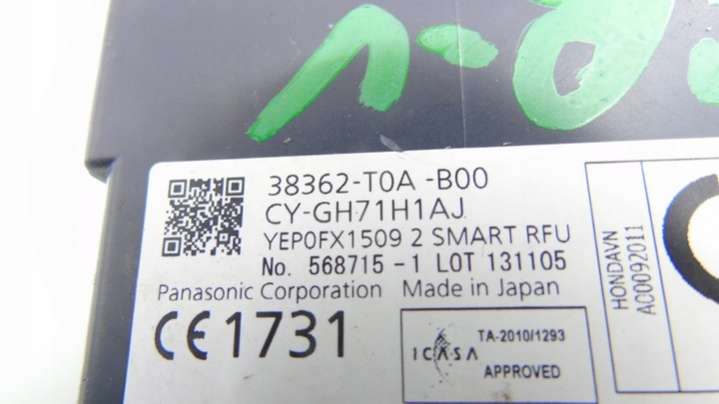 38362-T0A -B00
CY-GH71H1AJ
YEP0FX1509 2 SMART RFU
No. 568715 -1 LOT 131105
Panasonic Corporation Made in Japan
CE1731
ICASA
TA-2010/1293
APPROVED
HONDAVN
A00092011